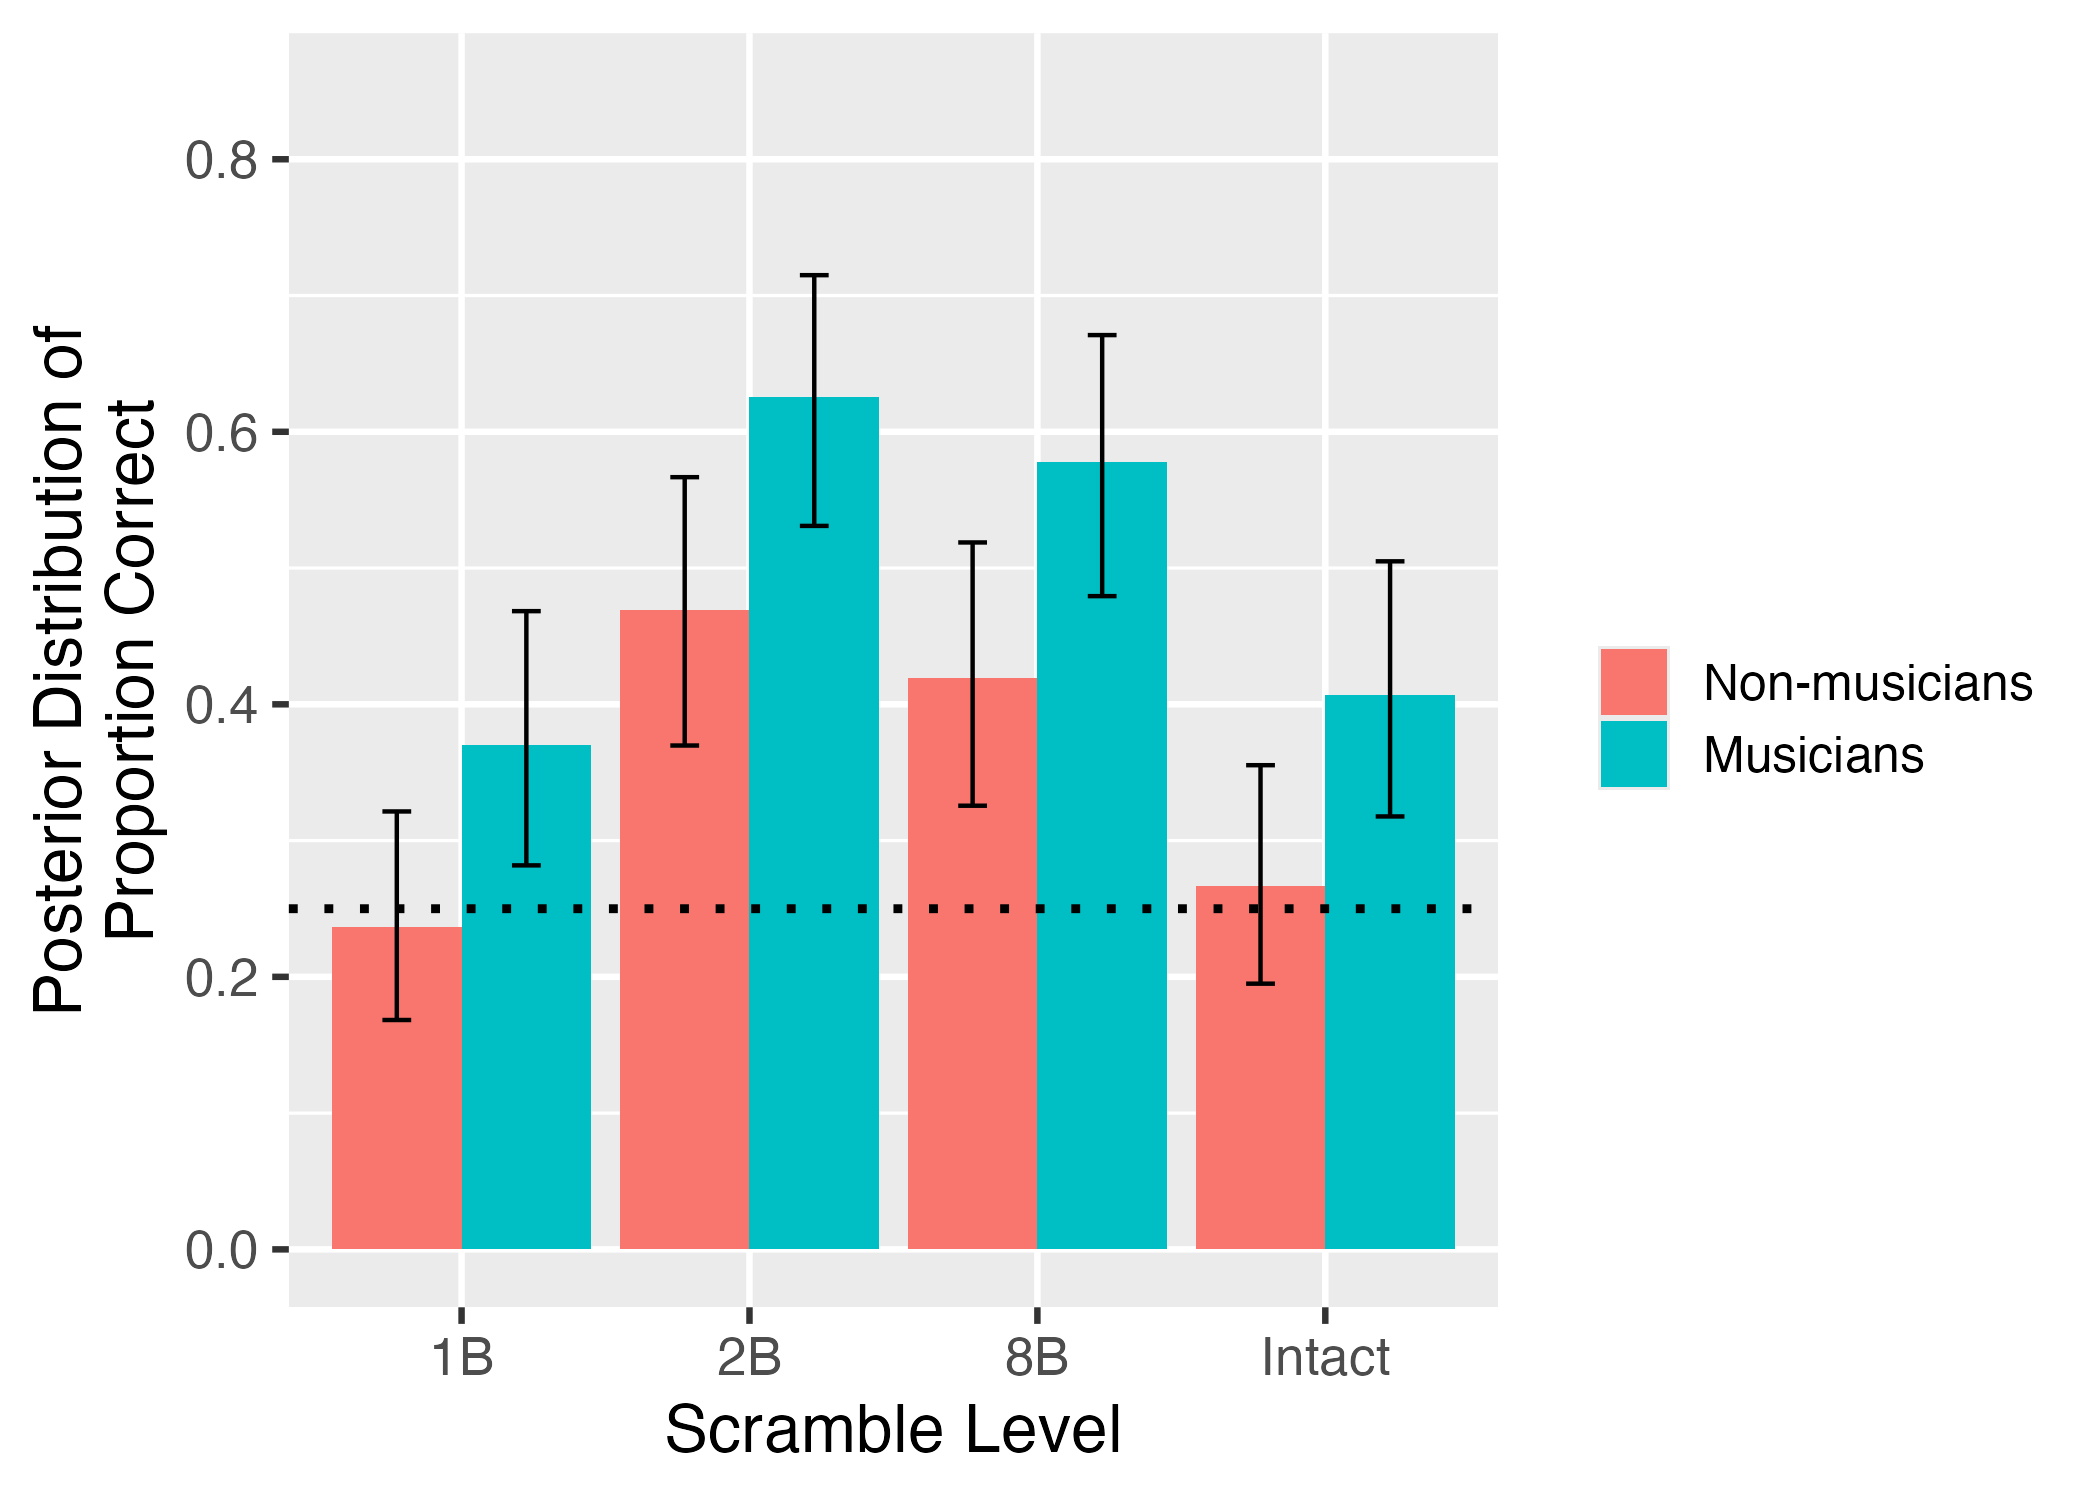 Posterior Distribution of
Proportion Correct
0.8
0.6
0.4
0.2
0.0
1B
2B
8B
Intact
Scramble Level
Non-musicians
Musicians